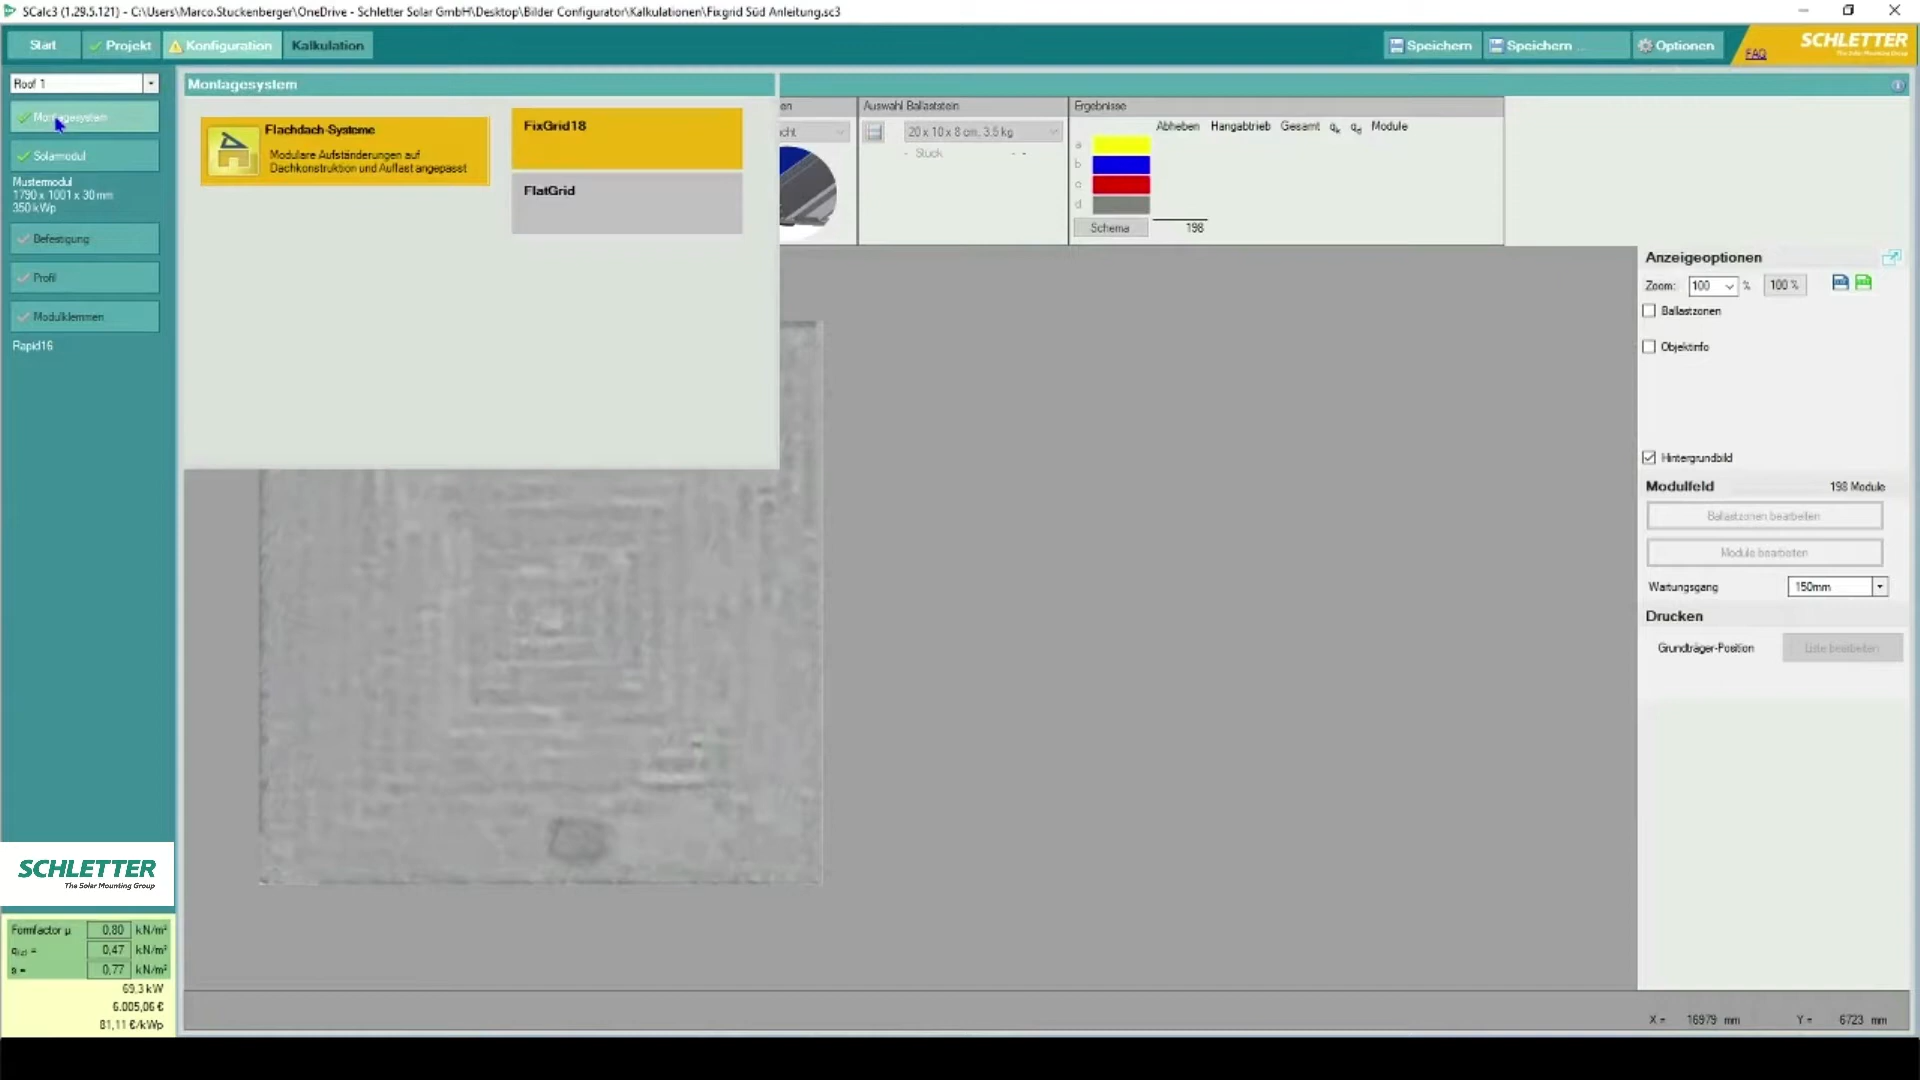 SCalc3 (1.29.5.121) - C:\Users\Marco.Stuckenberger\OneDrive - Schletter Solar GmbH\Desktop\Bilder Configurator\Kalkulationen\Fixgrid Süd Anleitung.sc3
Start
Projekt
Konfiguration
Kalkulation
Speichern
Speichern ...
Optionen
FAQ
SCHLETTER
Roof 1
Montagesystem
Solarmodul
Mustermodul
1790 x 1001 x 30 mm
350 kWp
Befestigung
Profil
Modulklemmen
Rapid16
Montagesystem
Flachdach-Systeme
Modulare Aufständerungen auf
Dachkonstruktion und Auflast angepasst
FixGrid18
FlatGrid
en
cht
Auswahl Ballaststein
20 x 10 x 8 cm, 3.5 kg
- Stück - -
Ergebnisse
Abheben Hangabtrieb Gesamt qk qd Module
a
b
c
d
Schema 198
Anzeigeoptionen
Zoom: 100 % 100 %
Ballastzonen
Objektinfo
Hintergrundbild
Modulfeld 198 Module
Ballastzonen bearbeiten
Module bearbeiten
Wartungsgang 150mm
Drucken
Grundträger-Position Liste bearbeiten
SCHLETTER
The Solar Mounting Group
Formfactor µ 0,80 kN/m²
0,47 kN/m²
s = 0,77 kN/m²
69,3 kW
6.005,06 €
81,11 €/kWp
X = 16979 mm Y = 6723 mm